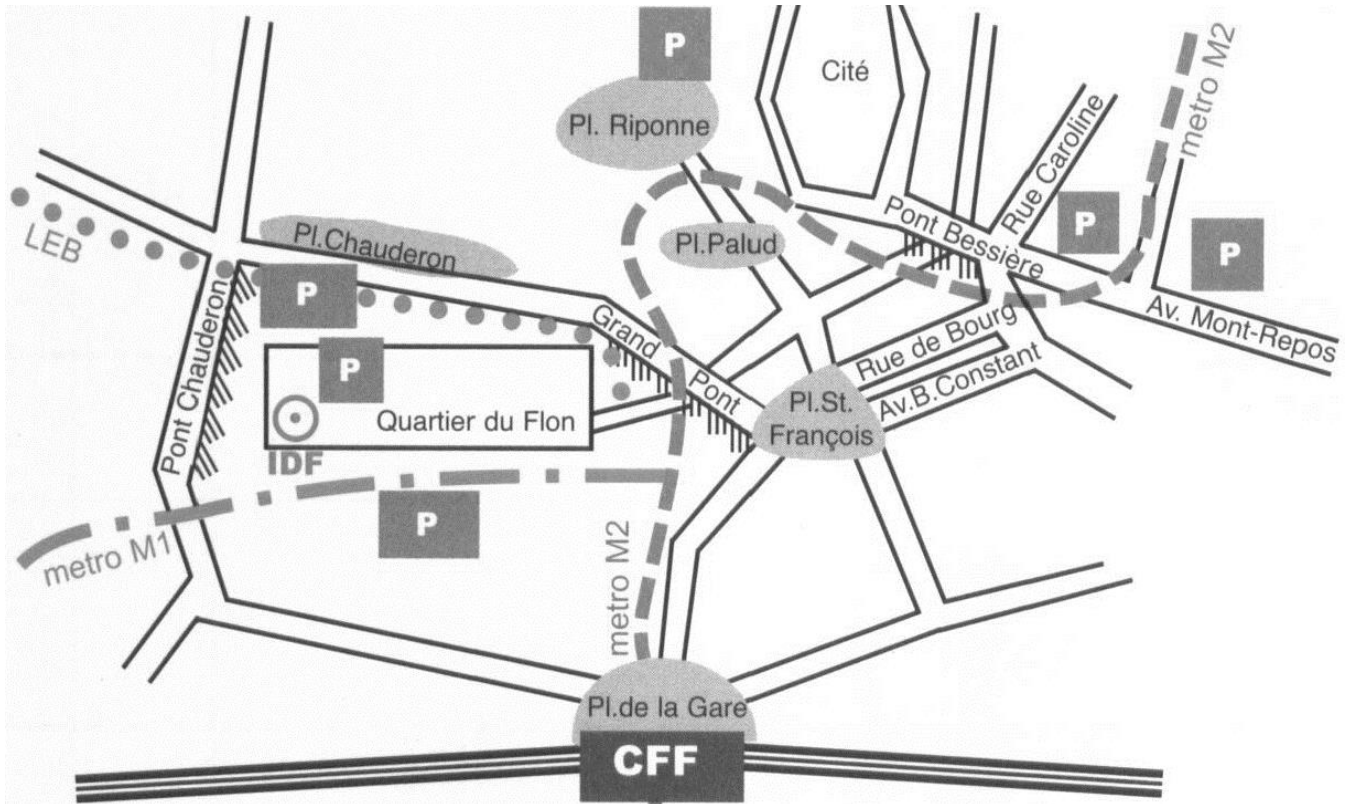 P
Cité
Pl. Riponne
metro M2
Rue Caroline
P
P
Pont Bessière
LEB
Pl.Chauderon
Pl.Palud
P
Av. Mont-Repos
Pont Chauderon
Grand Pont
Rue de Bourg
P
Av.B.Constant
Pl.St.
François
Quartier du Flon
IDF
P
metro M1
metro M2
Pl.de la Gare
CFF